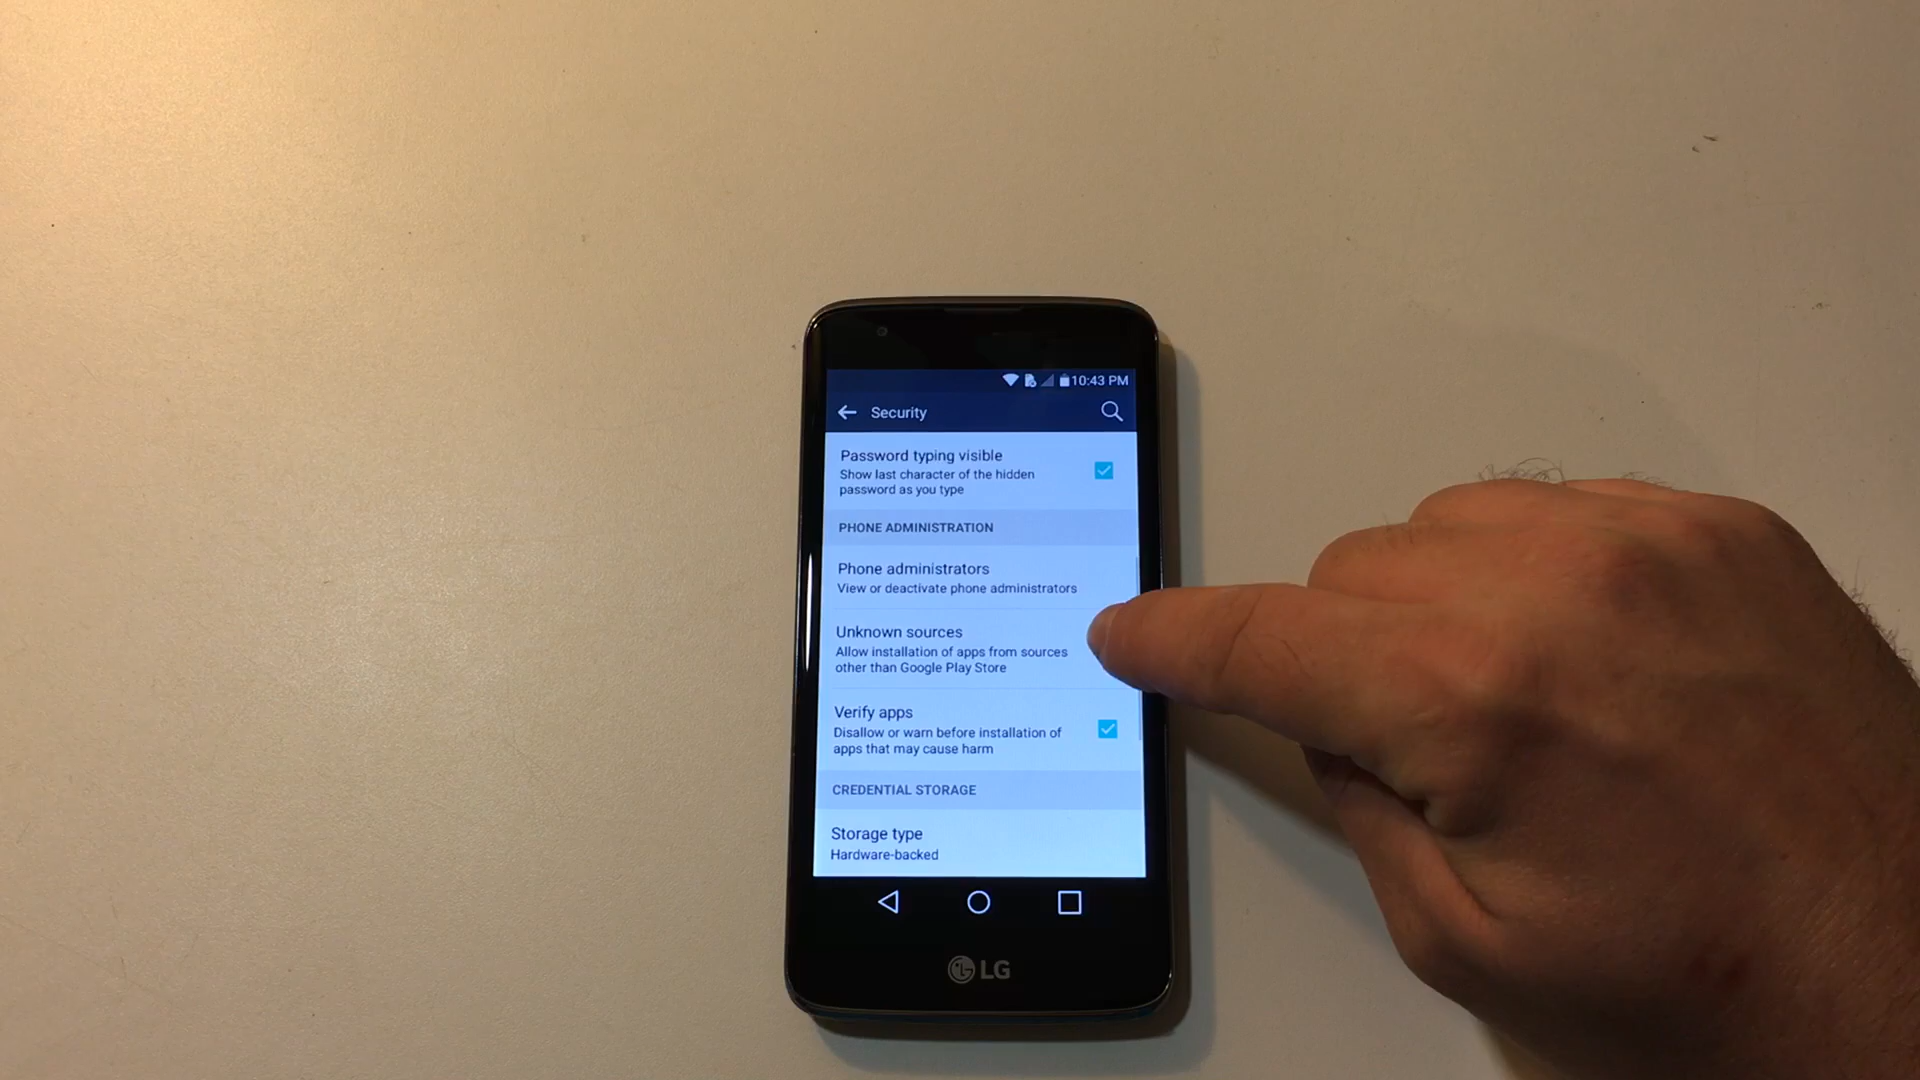 10:43 PM
Security
Password typing visible
Show last character of the hidden
password as you type
PHONE ADMINISTRATION
Phone administrators
View or deactivate phone administrators
Unknown sources
Allow installation of apps from sources
other than Google Play Store
Verify apps
Disallow or warn before installation of
apps that may cause harm
CREDENTIAL STORAGE
Storage type
Hardware-backed
LG